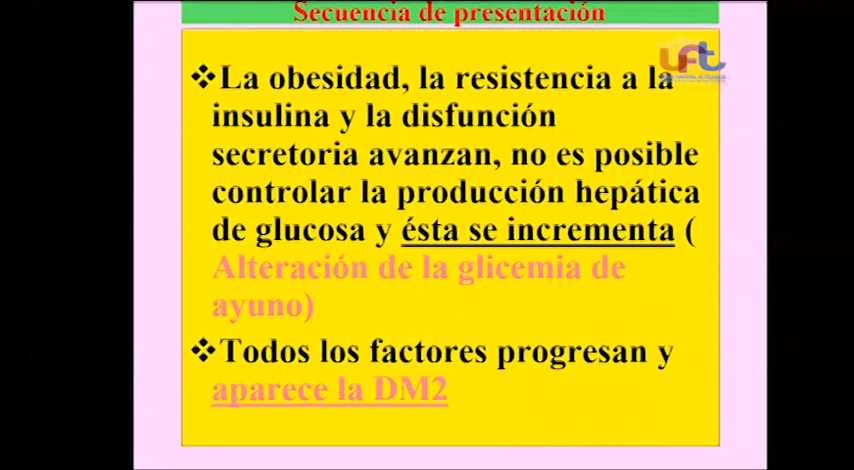 Secuencia de presentación
❖La obesidad, la resistencia a la
insulina y la disfunción
secretoria avanzan, no es posible
controlar la producción hepática
de glucosa y ésta se incrementa (
Alteración de la glicemia de
ayuno)
❖Todos los factores progresan y
aparece la DM2
uft